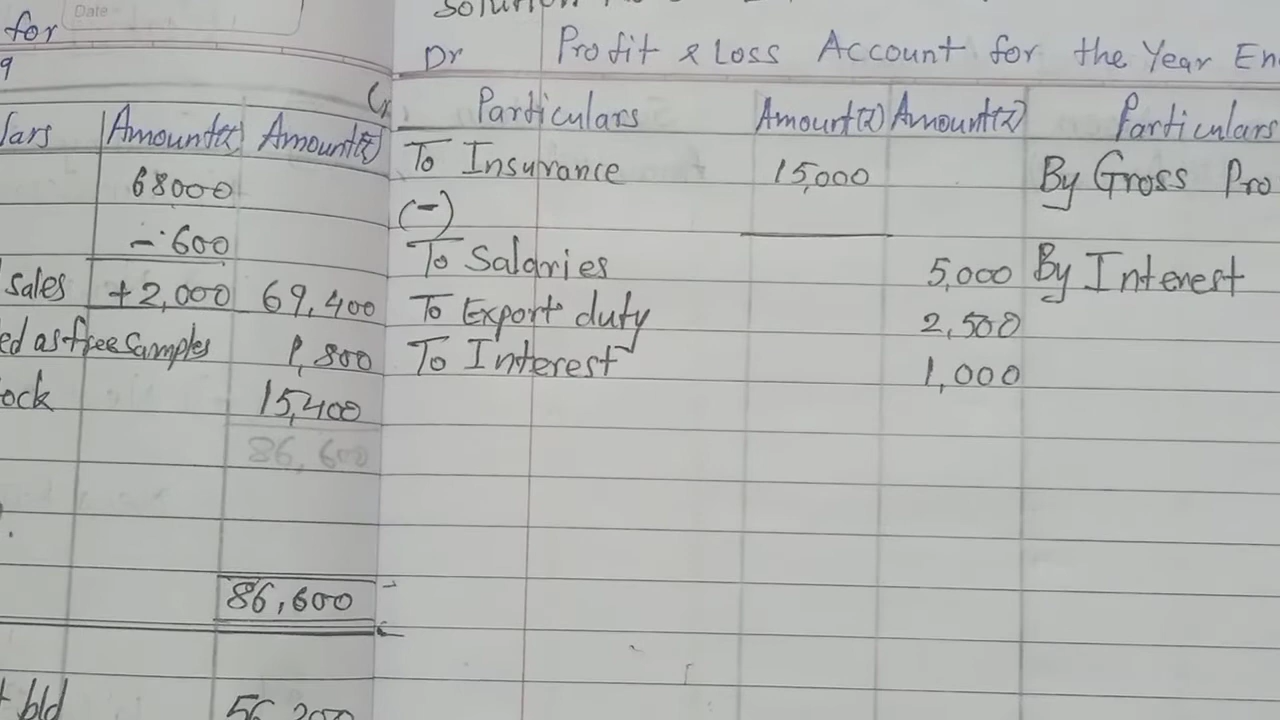 Date
for
9
Cr
lars Amount(₹) Amount(₹)
68000
- 600
sales +2,000 69,400
ed as free samples 1,800
ock 15,400
86,600
86,600
t bld 56,200
Dr Profit & Loss Account for the Year En
Particulars Amount(₹) Amount(₹) Particulars
To Insurance 15,000 By Gross Pro
(-)
To Salaries 5,000 By Interest
To Export duty 2,500
To Interest 1,000